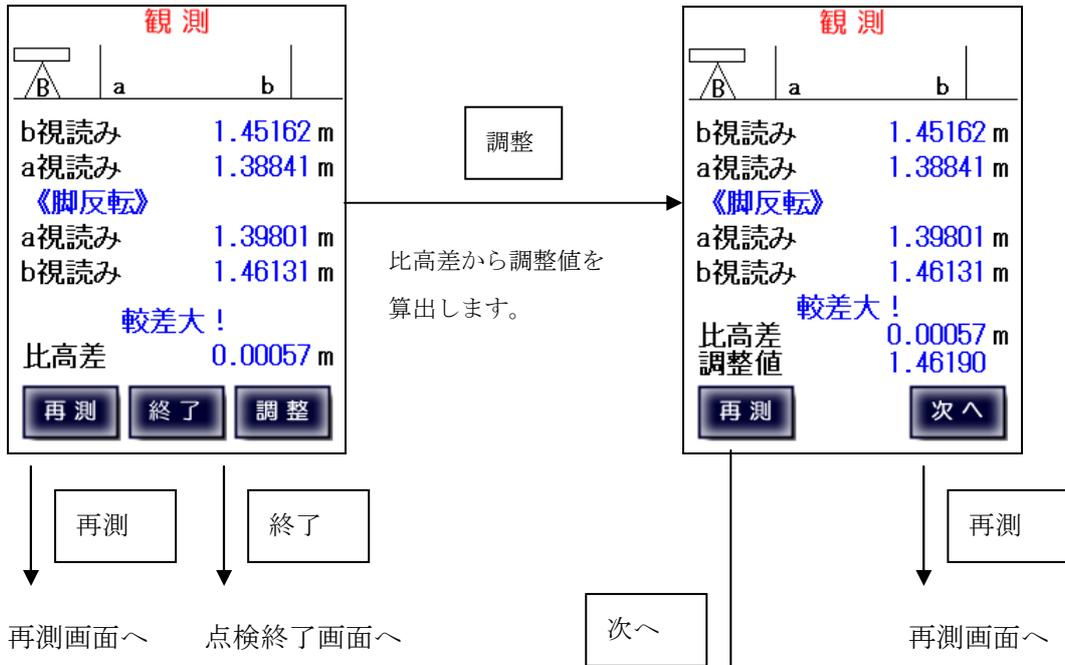 観 測
B a b
b視読み 1.45162 m
a視読み 1.38841 m
《脚反転》
a視読み 1.39801 m
b視読み 1.46131 m
較差大!
比高差 0.00057 m
再 測 終 了 調 整
調整
比高差から調整値を
算出します。
観 測
B a b
b視読み 1.45162 m
a視読み 1.38841 m
《脚反転》
a視読み 1.39801 m
b視読み 1.46131 m
較差大!
比高差 0.00057 m
調整値 1.46190
再 測 次 へ
再測
終了
再測画面へ
点検終了画面へ
次へ
再測
再測画面へ